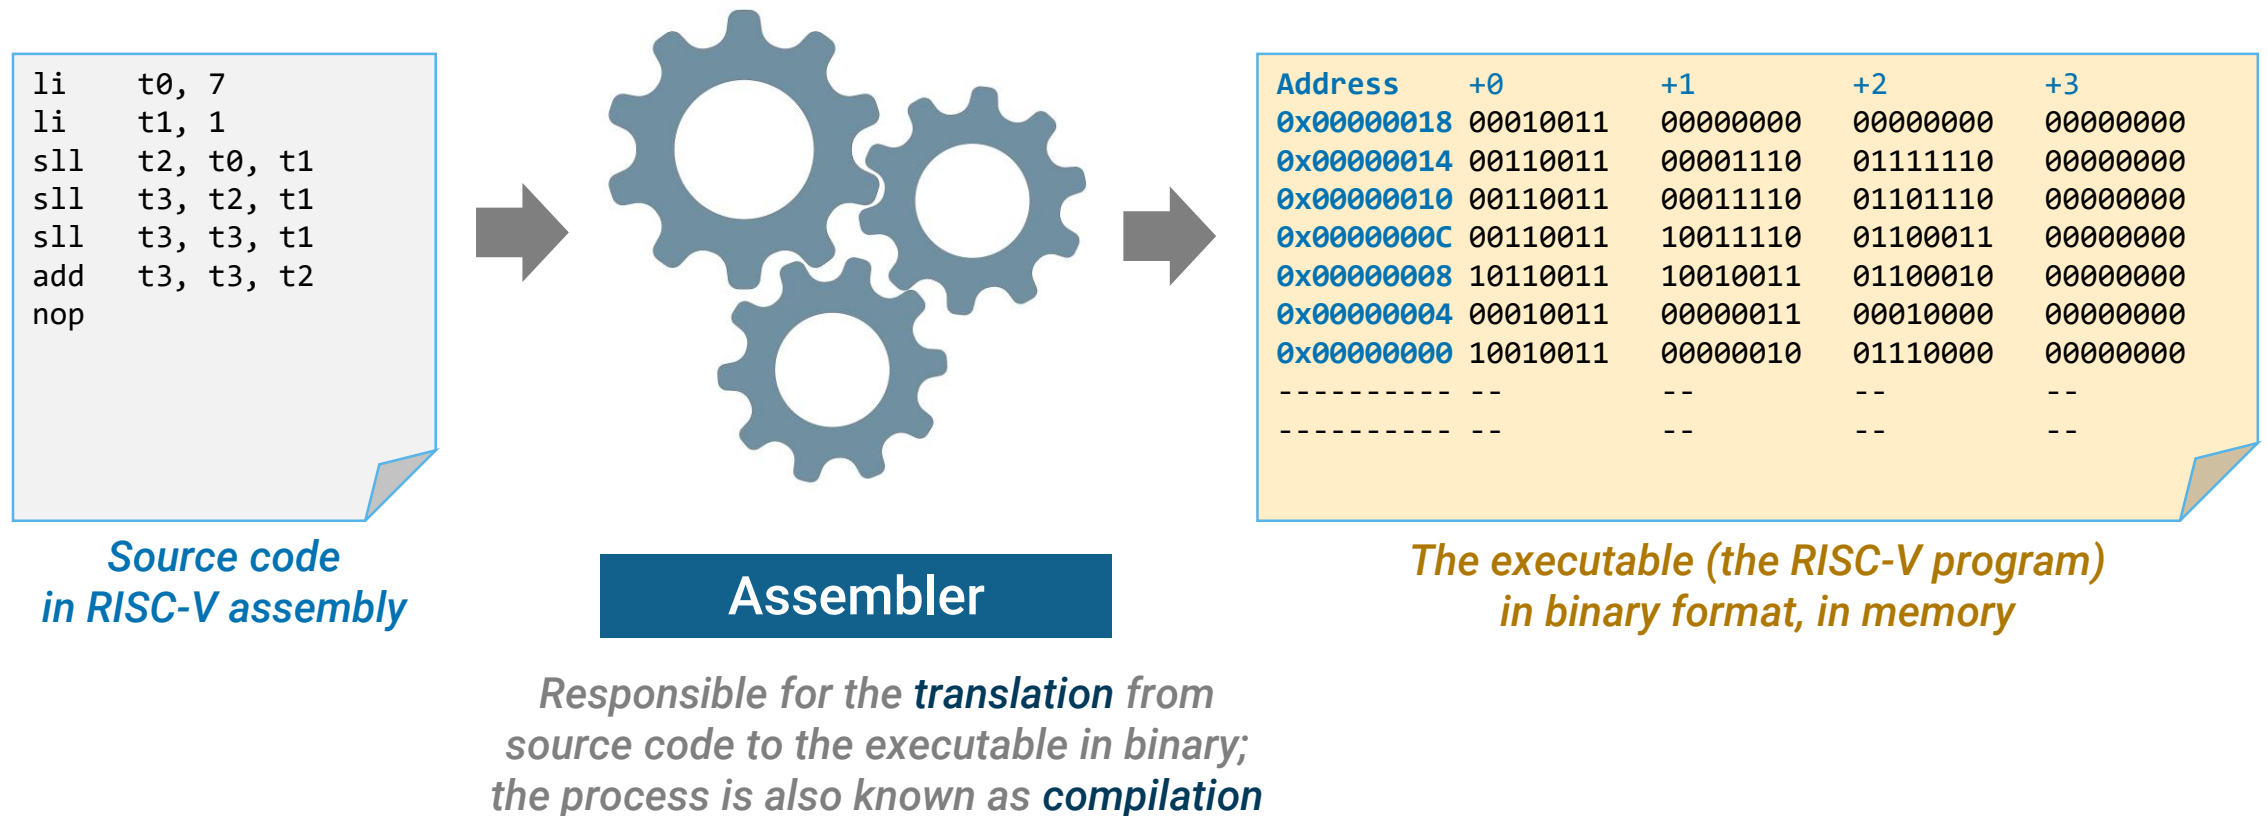 li    t0, 7
li    t1, 1
sll   t2, t0, t1
sll   t3, t2, t1
sll   t3, t3, t1
add   t3, t3, t2
nop
Source code
in RISC-V assembly
Assembler
Responsible for the translation from
source code to the executable in binary;
the process is also known as compilation
Address    +0         +1         +2         +3
0x00000018 00010011   00000000   00000000   00000000
0x00000014 00110011   00001110   01111110   00000000
0x00000010 00110011   00011110   01101110   00000000
0x0000000C 00110011   10011110   01100011   00000000
0x00000008 10110011   10010011   01100010   00000000
0x00000004 00010011   00000011   00010000   00000000
0x00000000 10010011   00000010   01110000   00000000
---------- --         --         --         --
---------- --         --         --         --
The executable (the RISC-V program)
in binary format, in memory